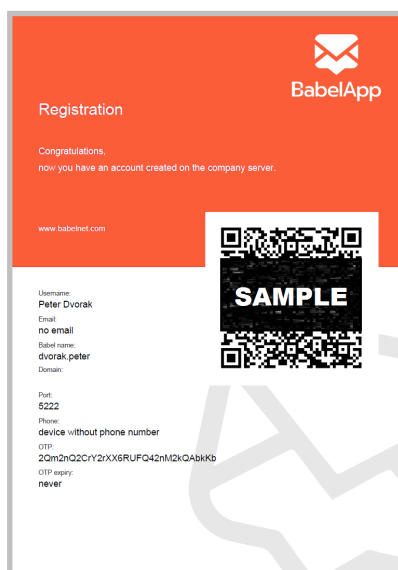 BabelApp
Registration
Congratulations,
now you have an account created on the company server.
www.babelnet.com
SAMPLE
Username:
Peter Dvorak
Email:
no email
Babel name:
dvorak.peter
Domain:
Port:
5222
Phone:
device without phone number
OTP:
2Qm2nQ2CrY2rXX6RUFQ42nM2kQAbkKb
OTP expiry:
never